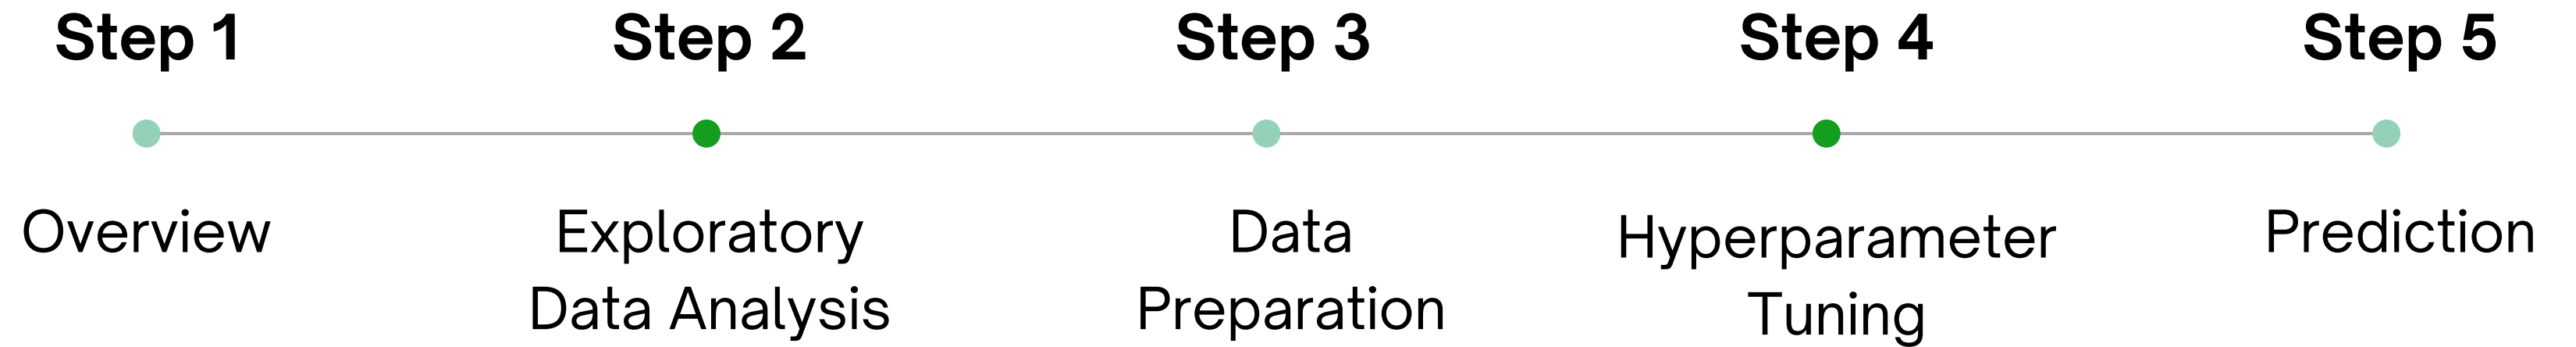 Step 1
Step 2
Step 3
Step 4
Step 5
Overview
Exploratory
Data Analysis
Data
Preparation
Hyperparameter
Tuning
Prediction